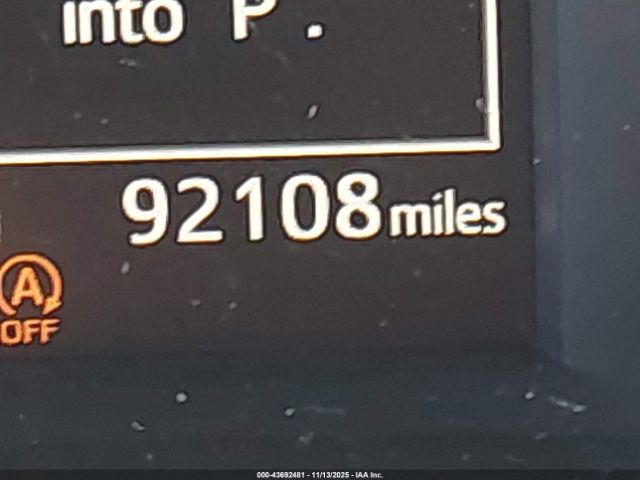 into P .
92108 miles
A
OFF
000-43692481 - 11/13/2025 - IAA Inc.